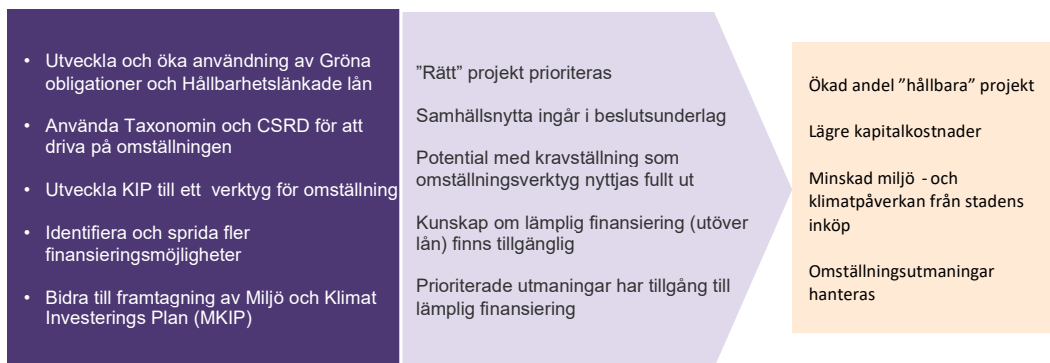 • Utveckla och öka användning av Gröna
obligationer och Hållbarhetslänkade lån
• Använda Taxonomin och CSRD för att
driva på omställningen
• Utveckla KIP till ett verktyg för omställning
• Identifiera och sprida fler
finansieringsmöjligheter
• Bidra till framtagning av Miljö och Klimat
Investerings Plan (MKIP)
"Rätt" projekt prioriteras
Samhällsnytta ingår i beslutsunderlag
Potential med kravställning som
omställningsverktyg nyttjas fullt ut
Kunskap om lämplig finansiering (utöver
lån) finns tillgänglig
Prioriterade utmaningar har tillgång till
lämplig finansiering
Ökad andel "hållbara" projekt
Lägre kapitalkostnader
Minskad miljö - och
klimatpåverkan från stadens
inköp
Omställningsutmaningar
hanteras